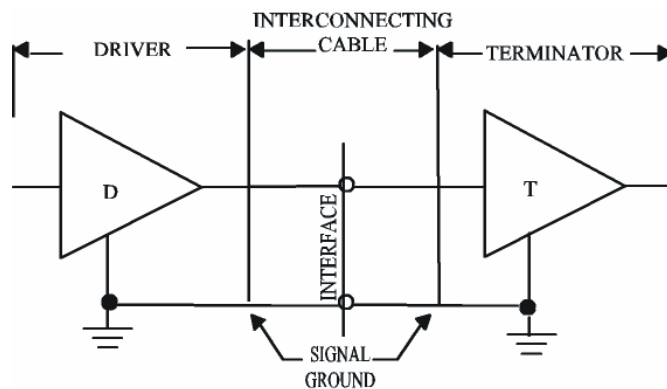 INTERCONNECTING
DRIVER CABLE TERMINATOR
D
T
INTERFACE
SIGNAL
GROUND